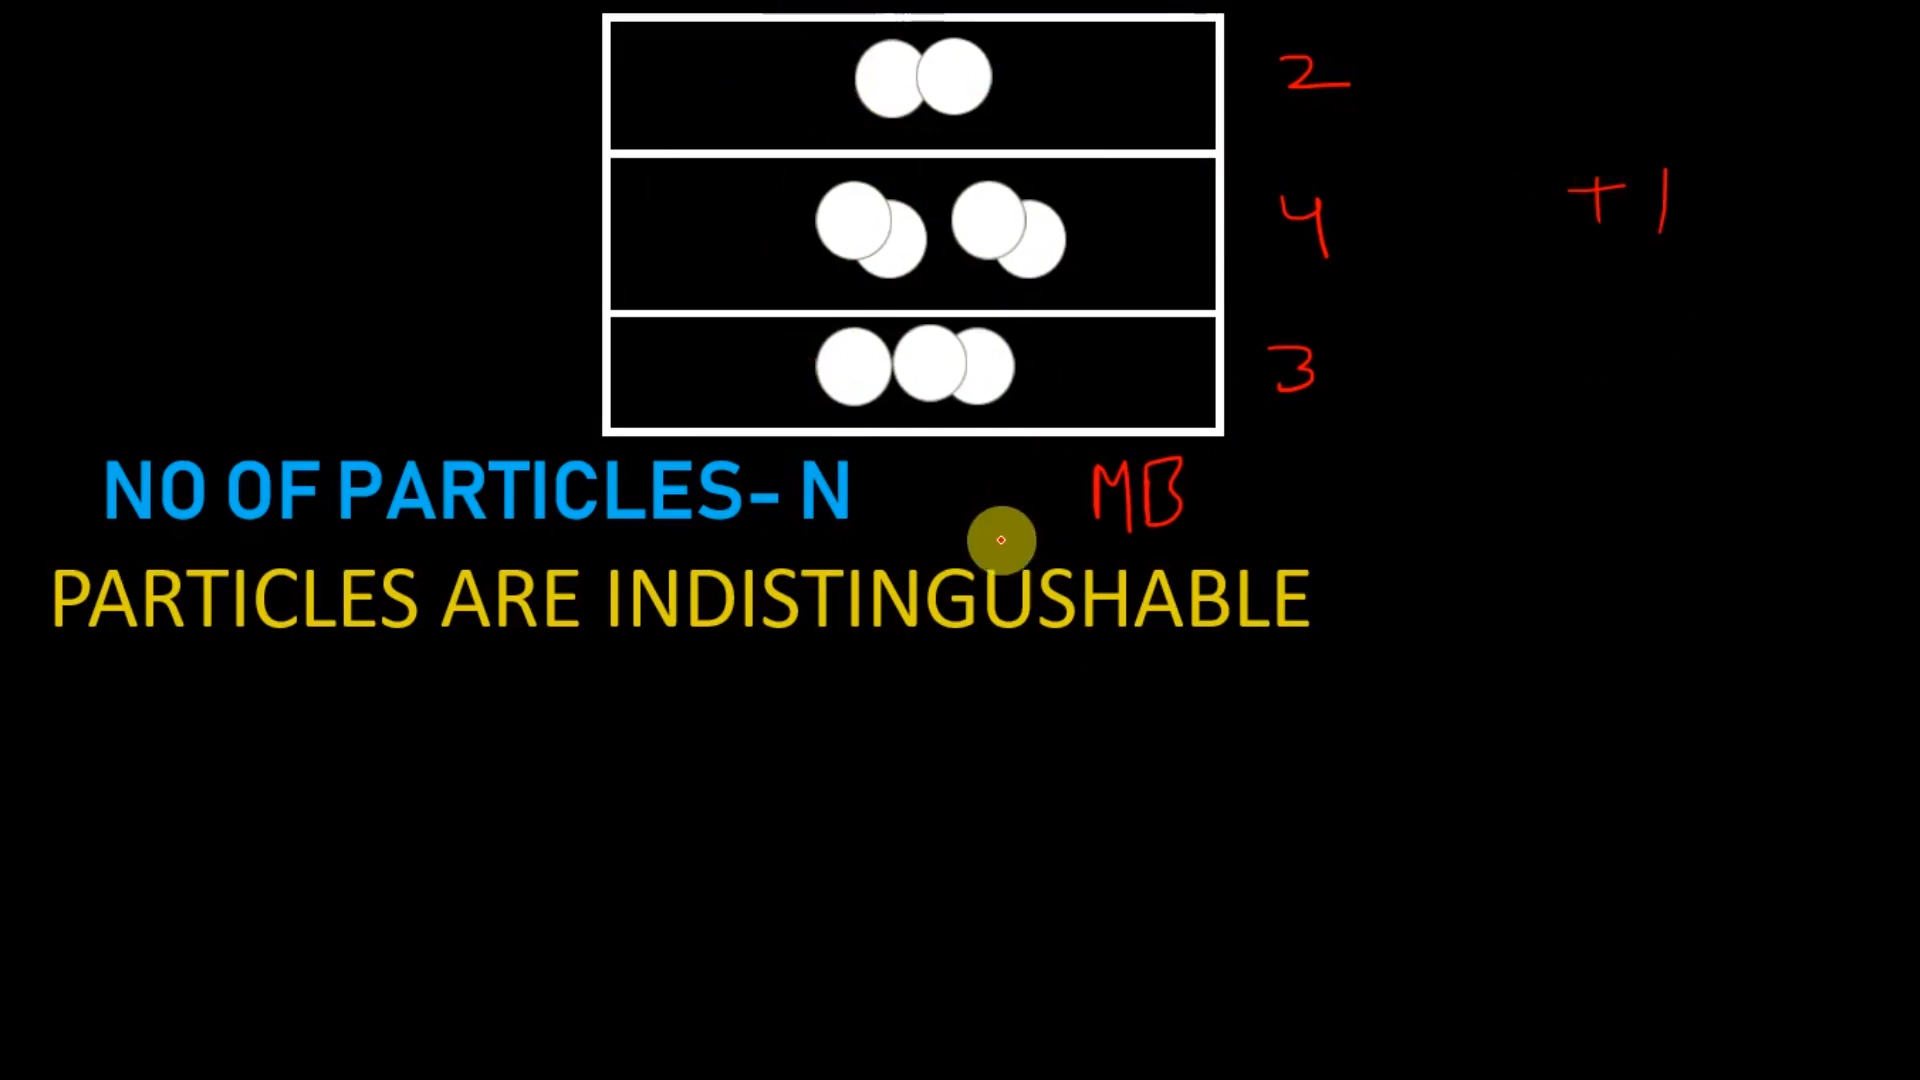 2
4 +1
3
NO OF PARTICLES- N MB
PARTICLES ARE INDISTINGUSHABLE